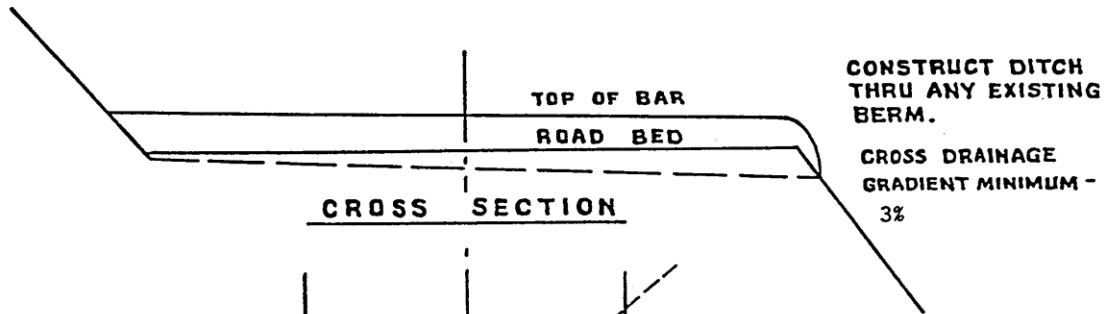 TOP OF BAR
ROAD BED
CROSS SECTION
CONSTRUCT DITCH
THRU ANY EXISTING
BERM.
CROSS DRAINAGE
GRADIENT MINIMUM -
3%